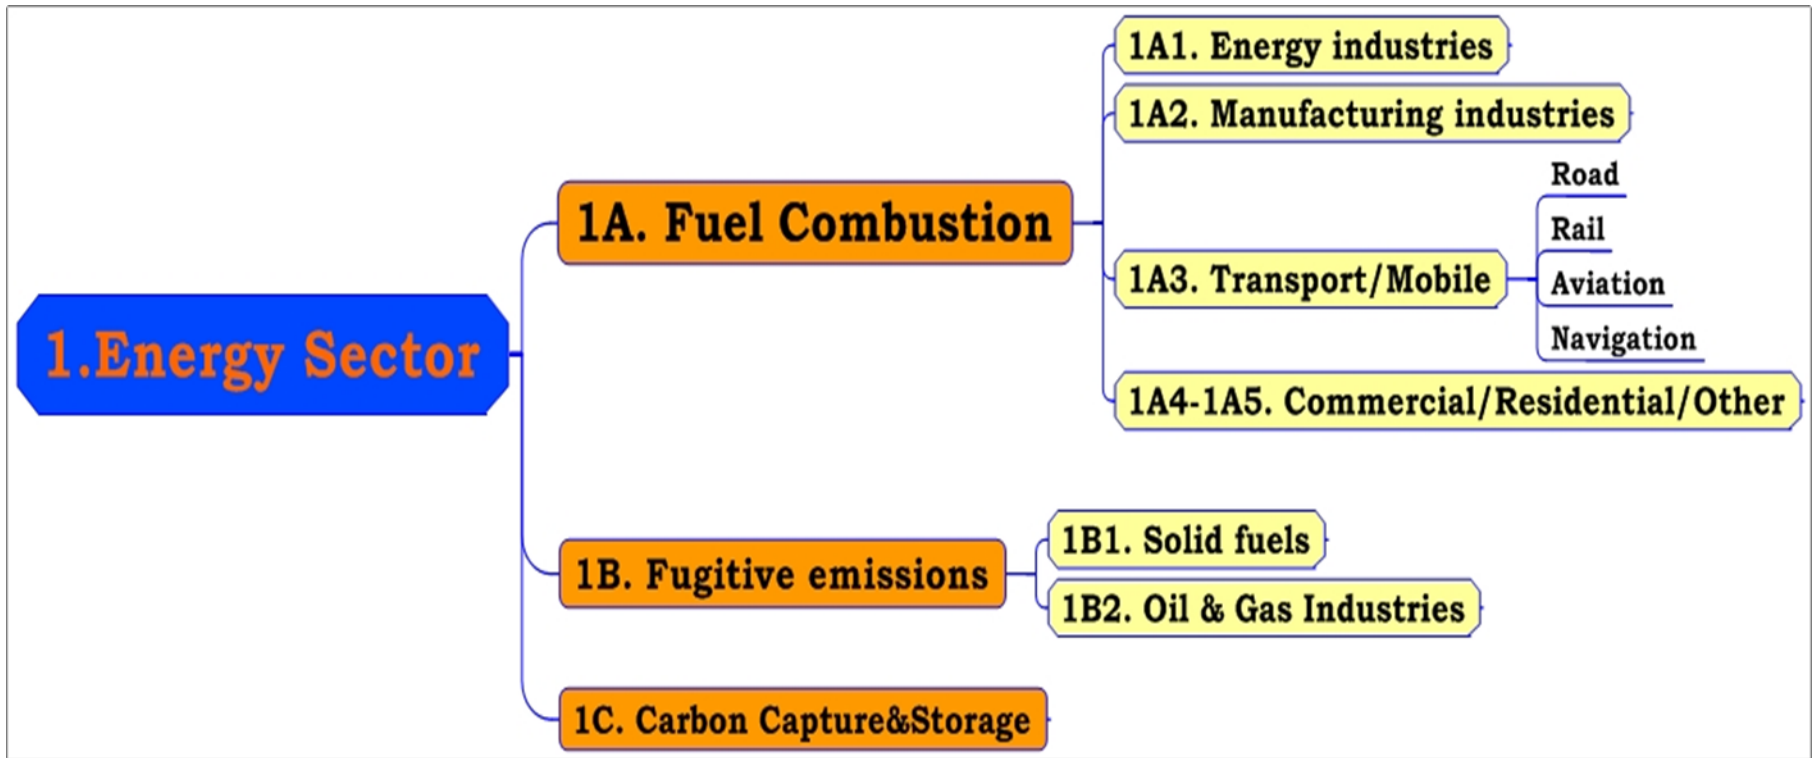 1.Energy Sector
1A. Fuel Combustion
1A1. Energy industries
1A2. Manufacturing industries
1A3. Transport/Mobile
Road
Rail
Aviation
Navigation
1A4-1A5. Commercial/Residential/Other
1B. Fugitive emissions
1B1. Solid fuels
1B2. Oil & Gas Industries
1C. Carbon Capture&Storage